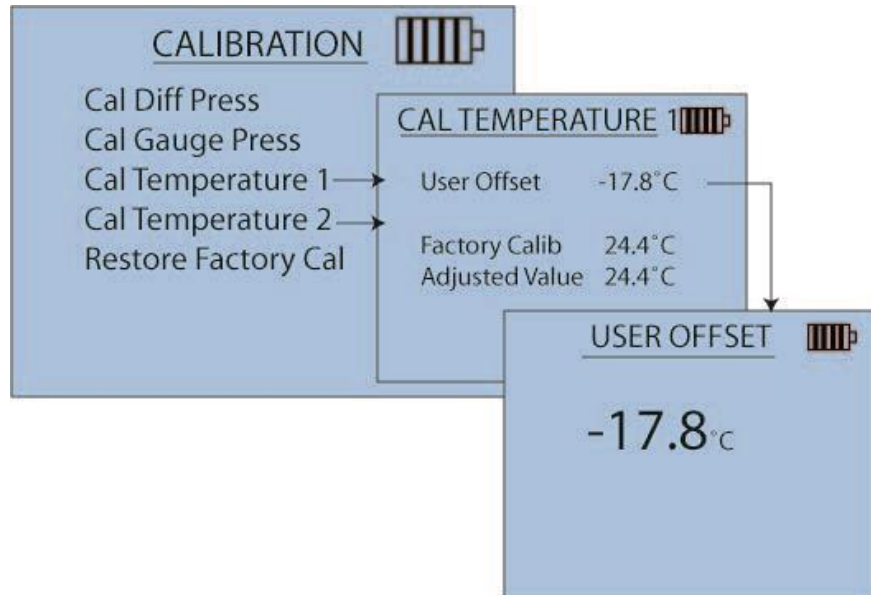 CALIBRATION
Cal Diff Press
Cal Gauge Press
Cal Temperature 1
Cal Temperature 2
Restore Factory Cal
CAL TEMPERATURE 1
User Offset -17.8°C
Factory Calib 24.4°C
Adjusted Value 24.4°C
USER OFFSET
-17.8°C